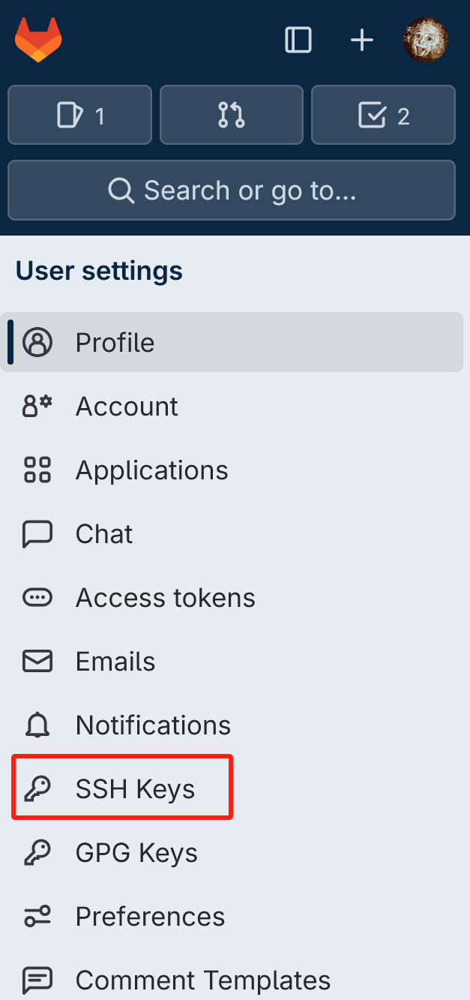 1
2
Search or go to...
User settings
Profile
Account
Applications
Chat
Access tokens
Emails
Notifications
SSH Keys
GPG Keys
Preferences
Comment Templates